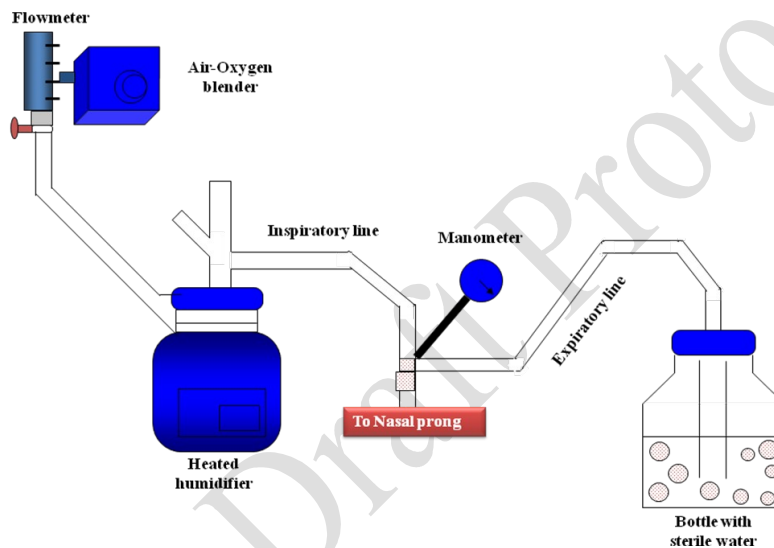 Flowmeter
Air-Oxygen
blender
Inspiratory line
Manometer
Expiratory line
To Nasal prong
Heated
humidifier
Bottle with
sterile water
Draft Proto